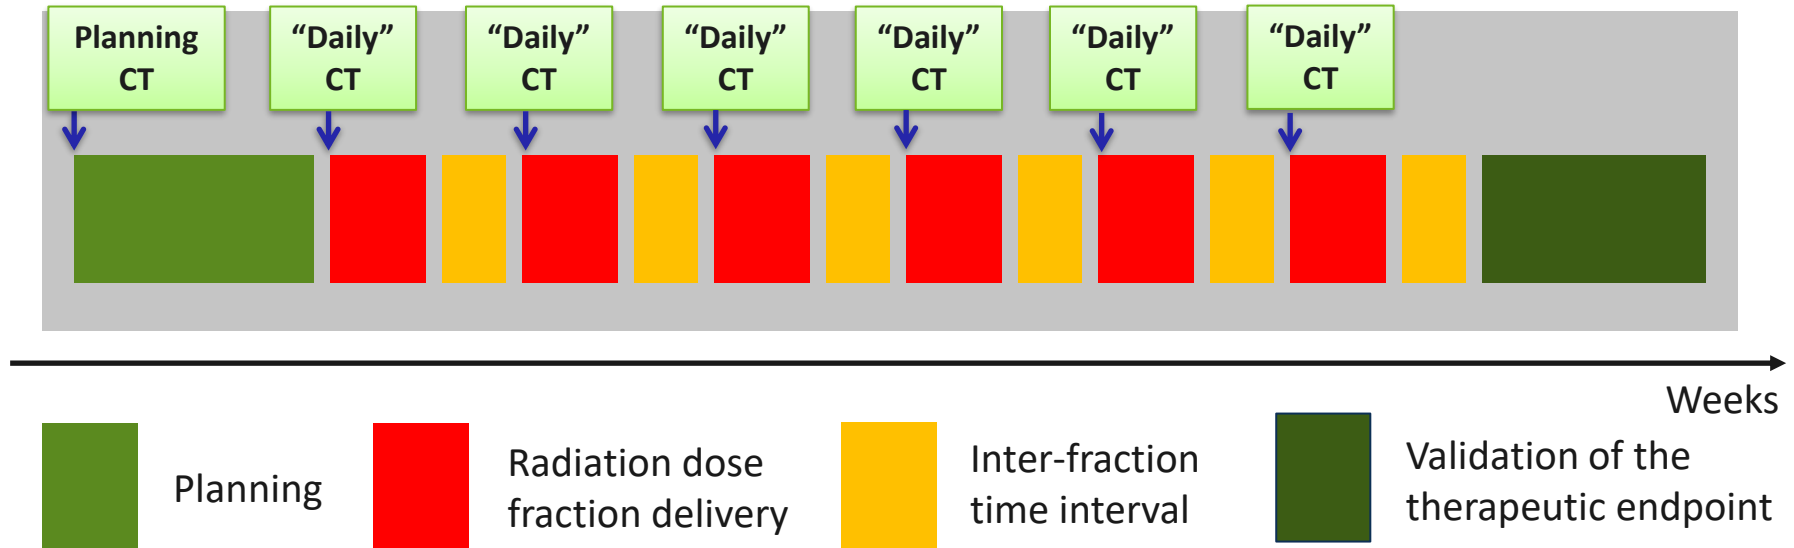 Planning
CT
“Daily”
CT
“Daily”
CT
“Daily”
CT
“Daily”
CT
“Daily”
CT
“Daily”
CT
Weeks
Planning
Radiation dose
fraction delivery
Inter-fraction
time interval
Validation of the
therapeutic endpoint